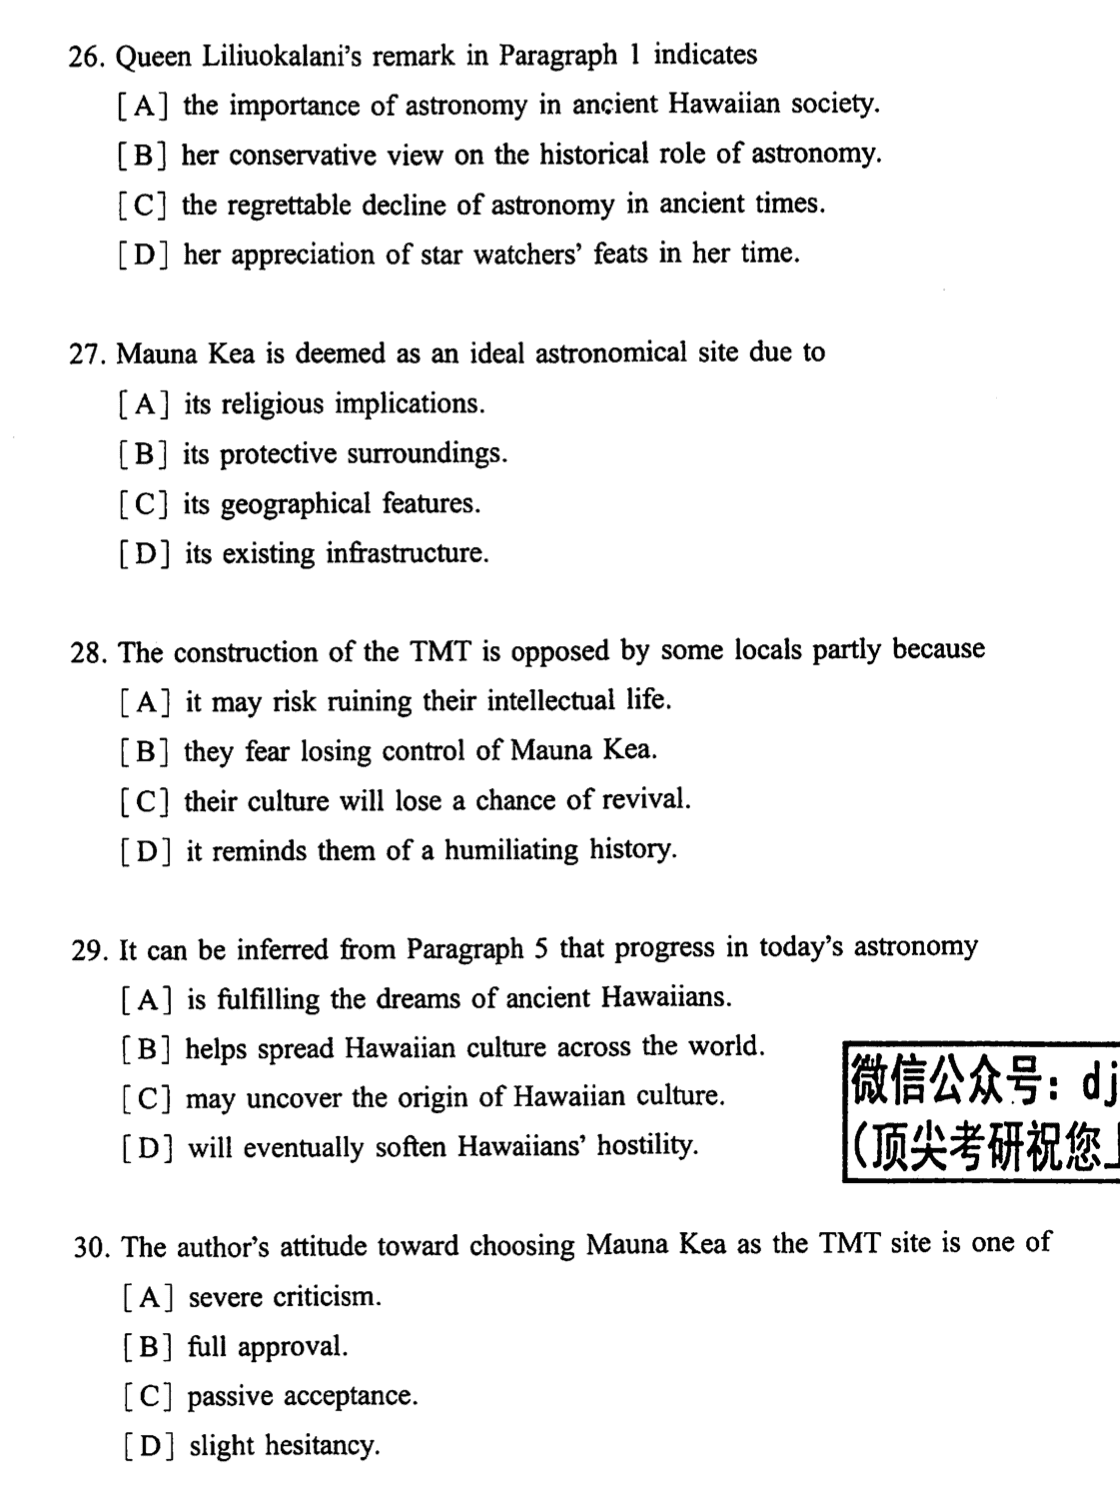 26. Queen Liliuokalani's remark in Paragraph 1 indicates
[A] the importance of astronomy in ancient Hawaiian society.
[B] her conservative view on the historical role of astronomy.
[C] the regrettable decline of astronomy in ancient times.
[D] her appreciation of star watchers' feats in her time.
27. Mauna Kea is deemed as an ideal astronomical site due to
[A] its religious implications.
[B] its protective surroundings.
[C] its geographical features.
[D] its existing infrastructure.
28. The construction of the TMT is opposed by some locals partly because
[A] it may risk ruining their intellectual life.
[B] they fear losing control of Mauna Kea.
[C] their culture will lose a chance of revival.
[D] it reminds them of a humiliating history.
29. It can be inferred from Paragraph 5 that progress in today's astronomy
[A] is fulfilling the dreams of ancient Hawaiians.
[B] helps spread Hawaiian culture across the world.
[C] may uncover the origin of Hawaiian culture.
[D] will eventually soften Hawaiians' hostility.
微信公众号: dj
(顶尖考研祝您上
30. The author's attitude toward choosing Mauna Kea as the TMT site is one of
[A] severe criticism.
[B] full approval.
[C] passive acceptance.
[D] slight hesitancy.